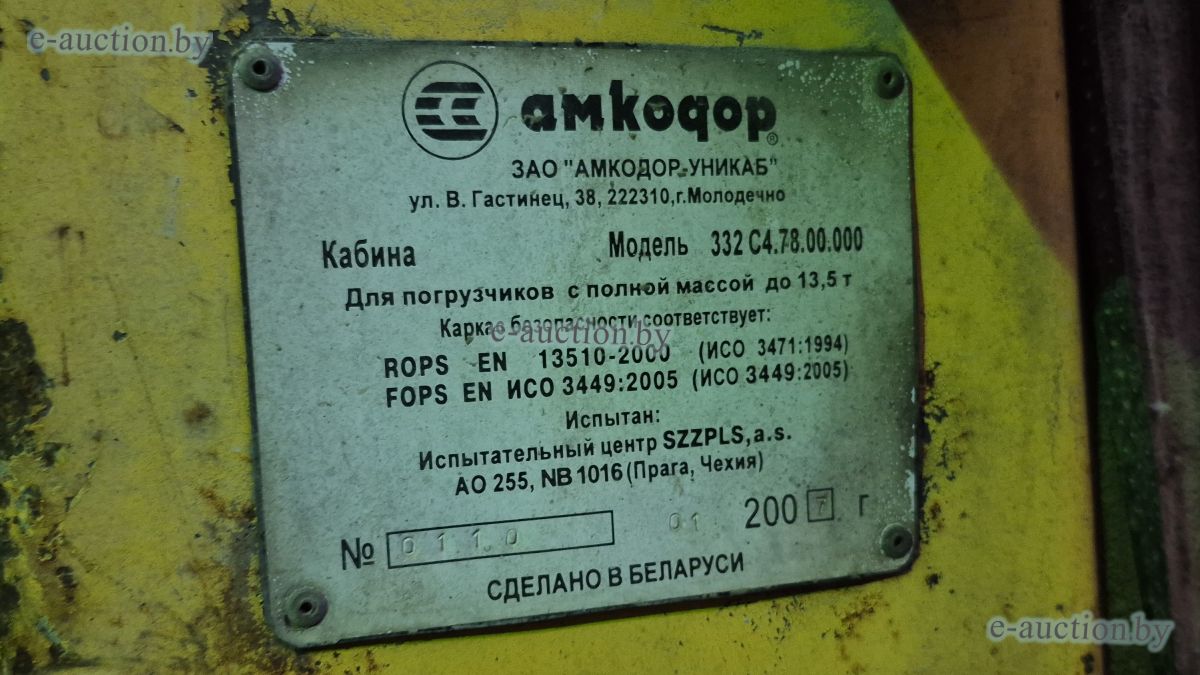 e-auction.by
амкодор®
ЗАО "АМКОДОР-УНИКАБ"
ул. В. Гастинец, 38, 222310,г.Молодечно
Кабина Модель 332 С4.78.00.000
Для погрузчиков с полной массой до 13,5 т
Каркас безопасности соответствует:
e-auction.by
ROPS EN 13510-2000 (ИСО 3471:1994)
FOPS EN ИСО 3449:2005 (ИСО 3449:2005)
Испытан:
Испытательный центр SZZPLS,a.s.
АО 255, NB 1016 (Прага, Чехия)
№ 0110 01 2007 г
СДЕЛАНО В БЕЛАРУСИ
e-auction.by